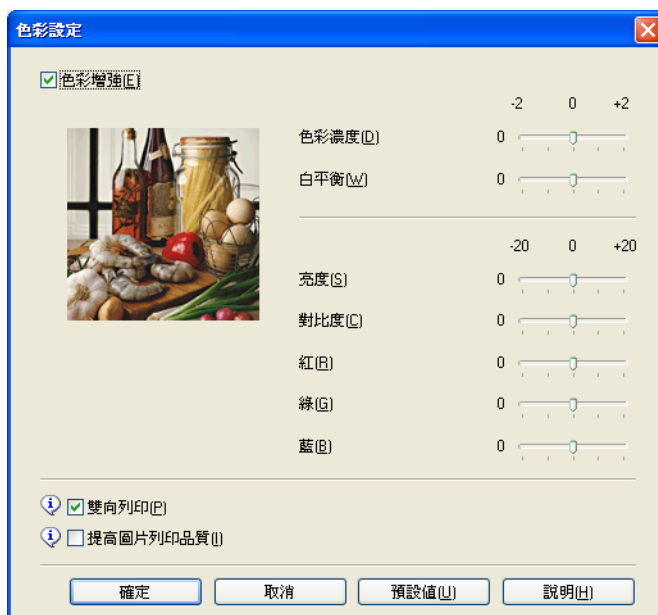 色彩設定
色彩增強(E)
-2 0 +2
色彩濃度(D) 0
白平衡(W) 0
-20 0 +20
亮度(S) 0
對比度(C) 0
紅(R) 0
綠(G) 0
藍(B) 0
雙向列印(P)
提高圖片列印品質(I)
確定 取消 預設值(U) 說明(H)